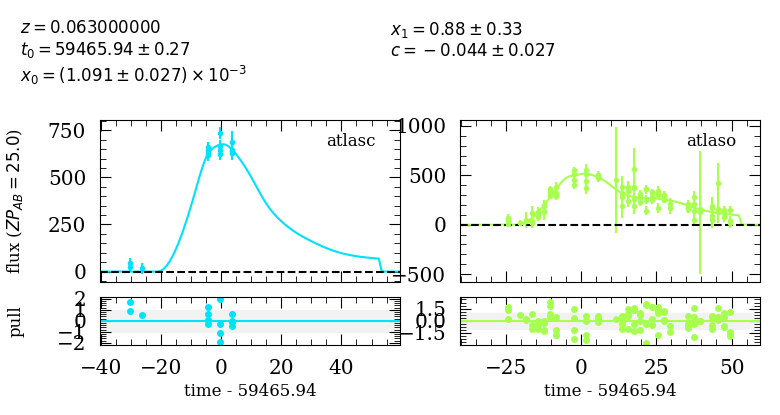 z = 0.063000000
t₀ = 59465.94 ± 0.27
x₀ = (1.091 ± 0.027) × 10⁻³
x₁ = 0.88 ± 0.33
c = −0.044 ± 0.027
flux (ZP_AB = 25.0)
750
500
250
0
atlasc
1000
500
0
−500
atlaso
pull
2
1
0
−1
−2
−40 −20 0 20 40
time - 59465.94
1.5
0.0
−1.5
−25 0 25 50
time - 59465.94